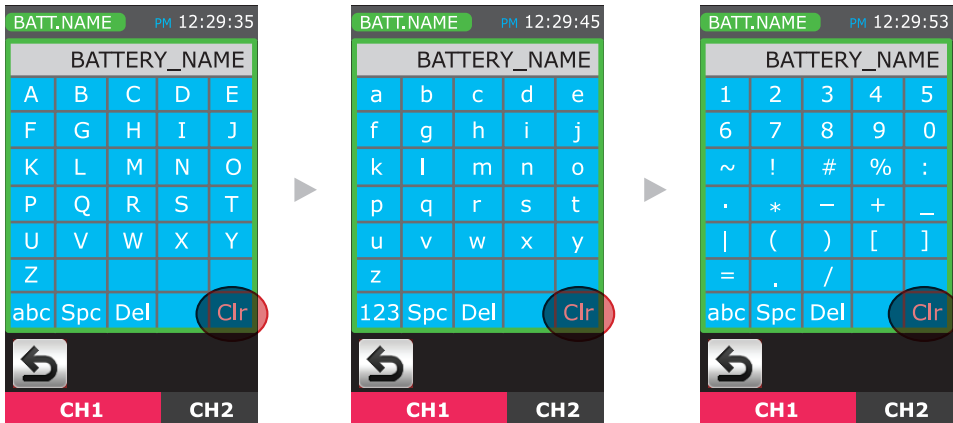 BATT.NAME PM 12:29:35
BATTERY_NAME
A B C D E
F G H I J
K L M N O
P Q R S T
U V W X Y
Z
abc Spc Del Clr
CH1 CH2
BATT.NAME PM 12:29:45
BATTERY_NAME
a b c d e
f g h i j
k l m n o
p q r s t
u v w x y
z
123 Spc Del Clr
CH1 CH2
BATT.NAME PM 12:29:53
BATTERY_NAME
1 2 3 4 5
6 7 8 9 0
~ ! # % :
· * − + _
| ( ) [ ]
= . /
abc Spc Del Clr
CH1 CH2